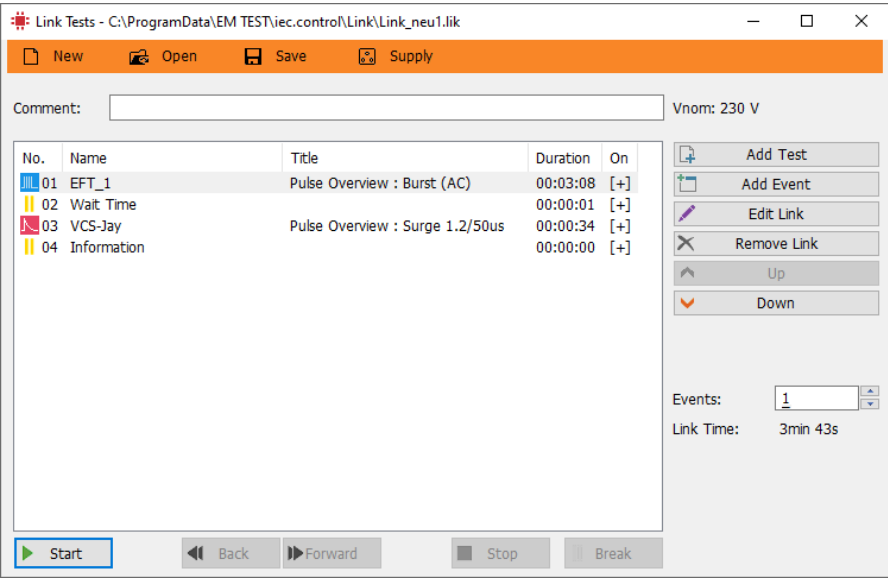 Link Tests - C:\ProgramData\EM TEST\iec.control\Link\Link_neu1.lik
New Open Save Supply
Comment: Vnom: 230 V
No. Name Title Duration On
01 EFT_1 Pulse Overview : Burst (AC) 00:03:08 [+]
02 Wait Time 00:00:01 [+]
03 VCS-Jay Pulse Overview : Surge 1.2/50us 00:00:34 [+]
04 Information 00:00:00 [+]
Add Test
Add Event
Edit Link
Remove Link
Up
Down
Events: 1
Link Time: 3min 43s
Start Back Forward Stop Break